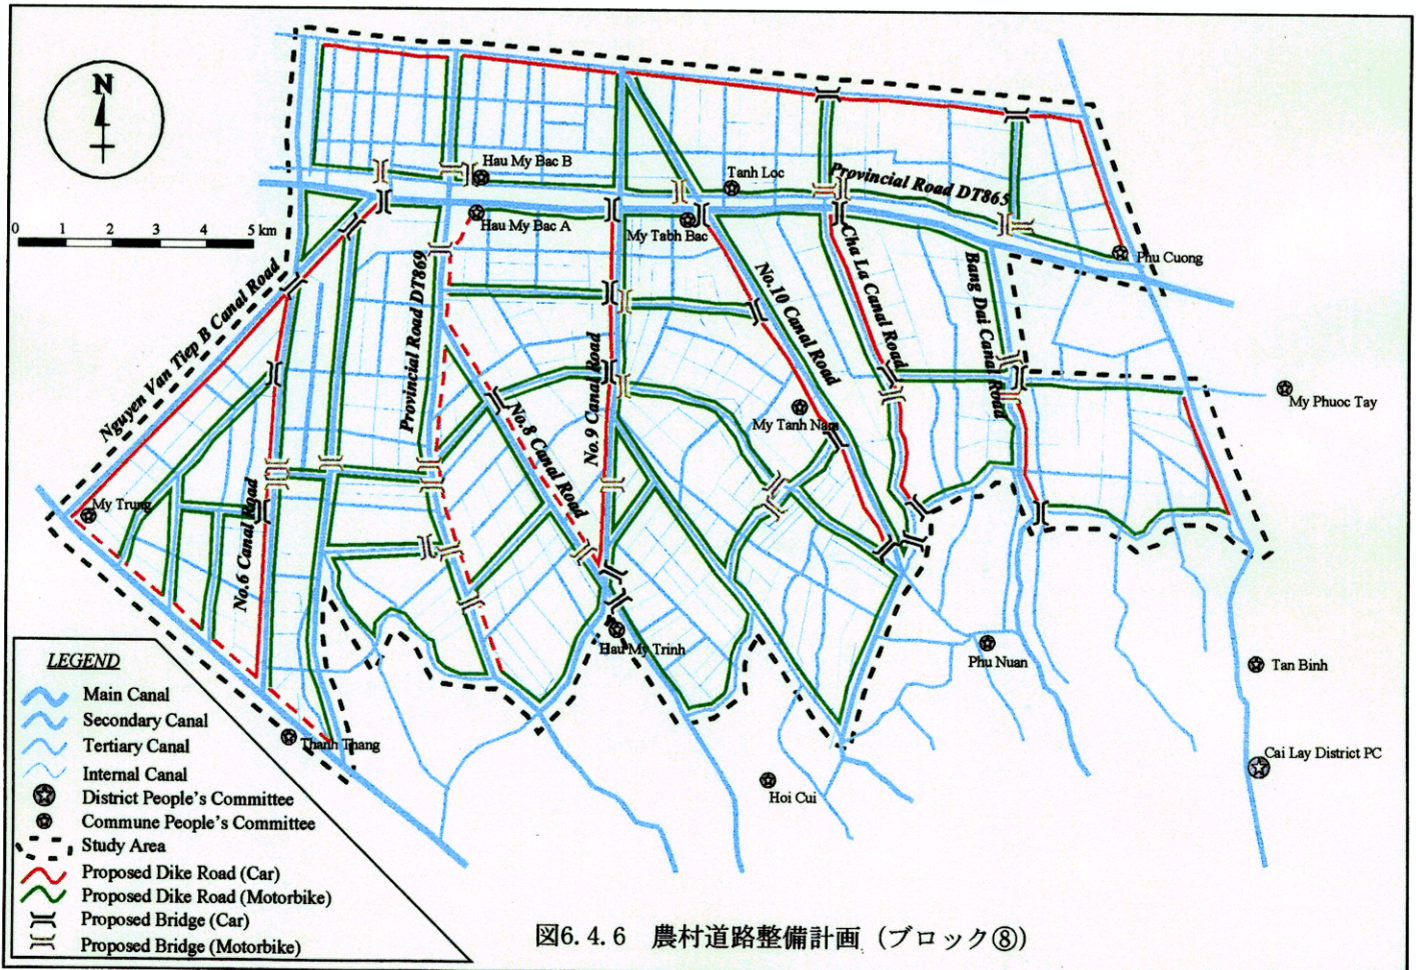 N
0 1 2 3 4 5 km
Hau My Bac B
Hau My Bac A
Tanh Loc
My Tabh Bac
Provincial Road DT865
Phu Cuong
Nguyen Van Tiep B Canal Road
Provincial Road DT869
No.10 Canal Road
Cha La Canal Road
Bang Dai Canal Road
No.9 Canal Road
No.8 Canal Road
My Tanh Nam
My Phuoc Tay
My Trung
No.6 Canal Road
Hau My Trinh
Phu Nuan
Tan Binh
Thanh Thang
Cai Lay District PC
Hoi Cui
LEGEND
Main Canal
Secondary Canal
Tertiary Canal
Internal Canal
District People's Committee
Commune People's Committee
Study Area
Proposed Dike Road (Car)
Proposed Dike Road (Motorbike)
Proposed Bridge (Car)
Proposed Bridge (Motorbike)
図6.4.6 農村道路整備計画（ブロック⑧）